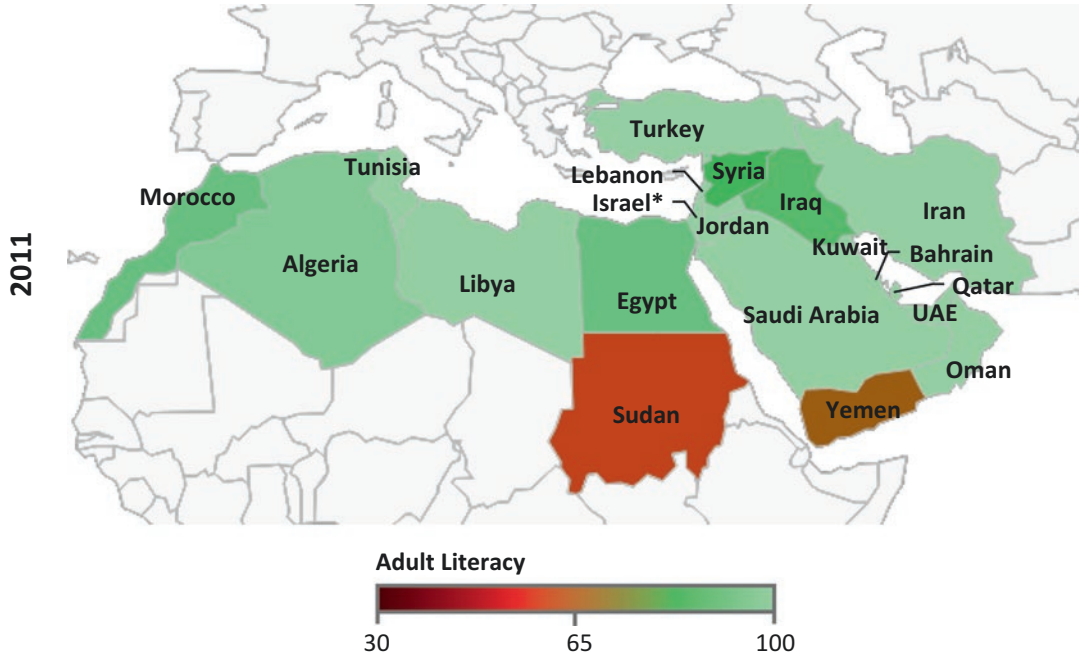 2011
Turkey
Tunisia
Lebanon
Syria
Morocco
Israel*
Iraq
Iran
Jordan
Kuwait
Bahrain
Algeria
Libya
Egypt
Qatar
Saudi Arabia
UAE
Oman
Sudan
Yemen
Adult Literacy
30 65 100